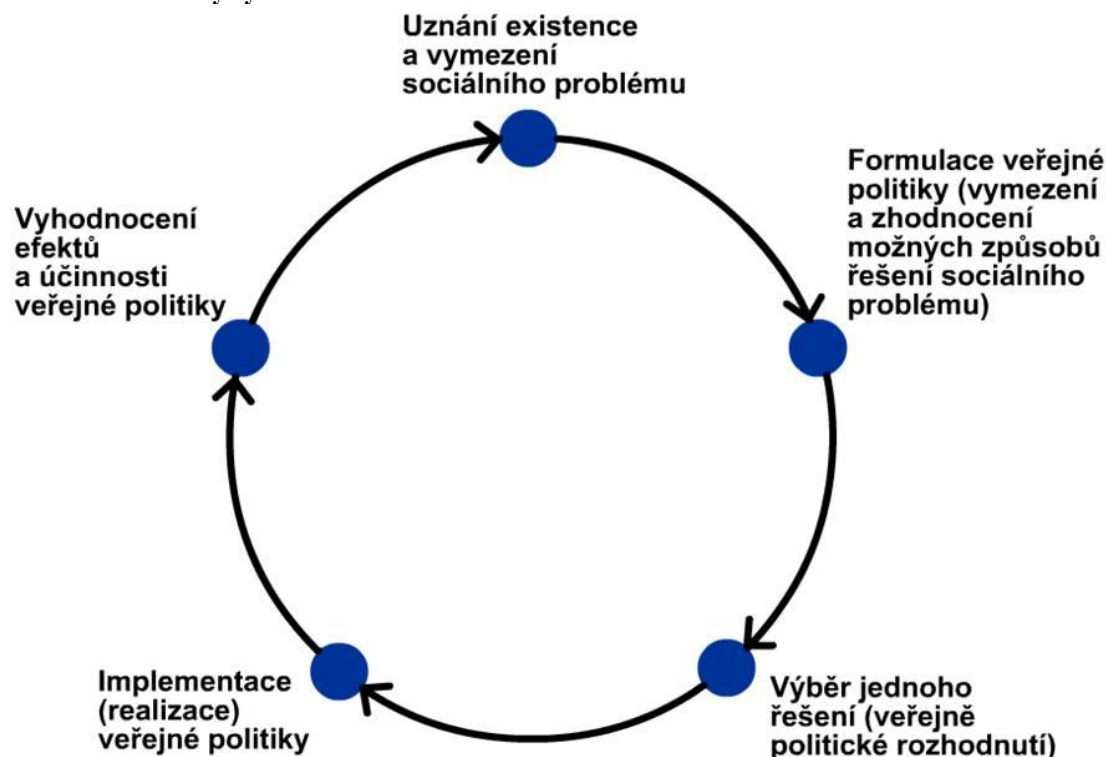 Uznání existence
a vymezení
sociálního problému
Formulace veřejné
politiky (vymezení
a zhodnocení
možných způsobů
řešení sociálního
problému)
Výběr jednoho
řešení (veřejně
politické rozhodnutí)
Implementace
(realizace)
veřejné politiky
Vyhodnocení
efektů
a účinnosti
veřejné politiky